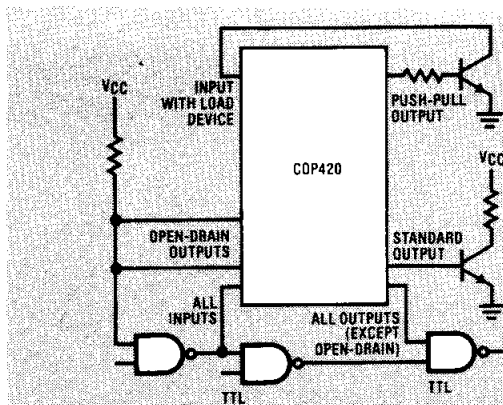 VCC
INPUT
WITH LOAD
DEVICE
PUSH-PULL
OUTPUT
COP420
VCC
OPEN-DRAIN
OUTPUTS
STANDARD
OUTPUT
ALL
INPUTS
ALL OUTPUTS
(EXCEPT
OPEN-DRAIN)
TTL
TTL